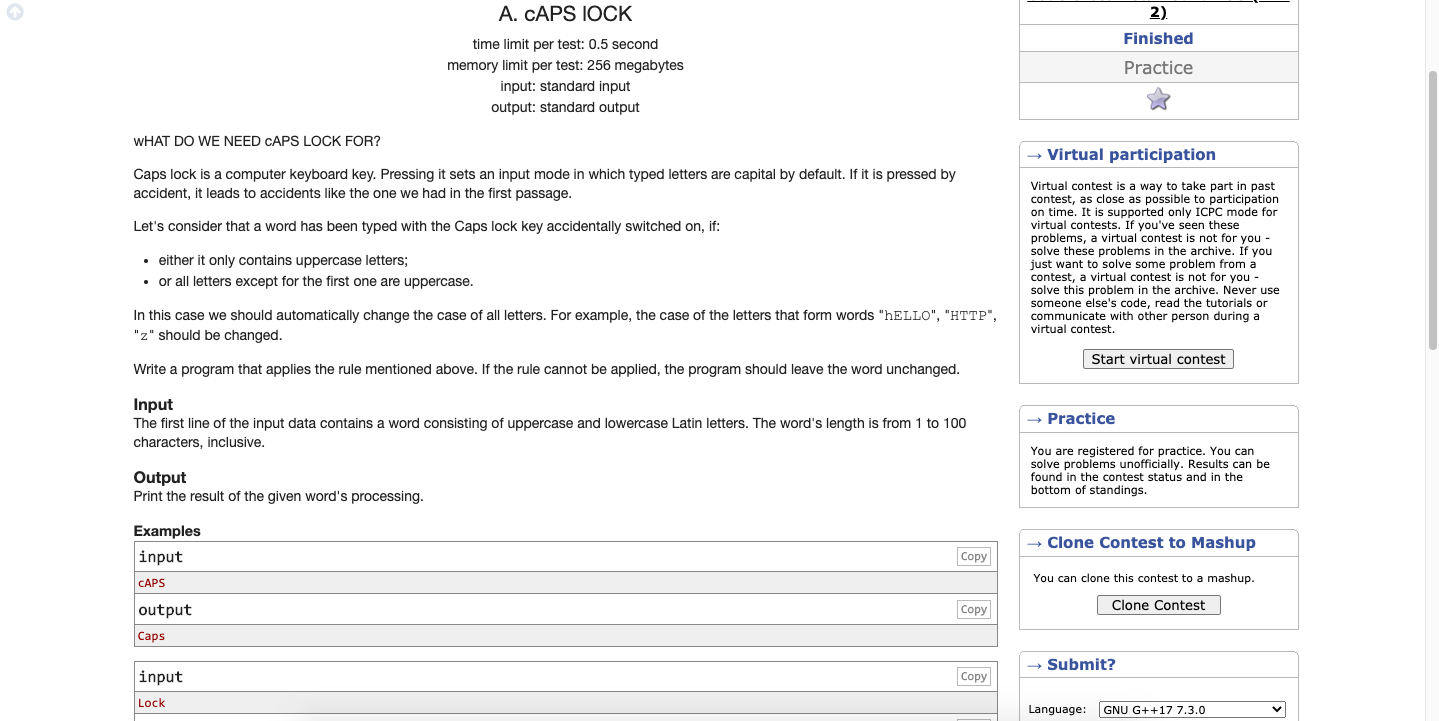 A. cAPS lOCK
time limit per test: 0.5 second
memory limit per test: 256 megabytes
input: standard input
output: standard output
wHAT DO WE NEED cAPS LOCK FOR?
Caps lock is a computer keyboard key. Pressing it sets an input mode in which typed letters are capital by default. If it is pressed by
accident, it leads to accidents like the one we had in the first passage.
Let's consider that a word has been typed with the Caps lock key accidentally switched on, if:
• either it only contains uppercase letters;
• or all letters except for the first one are uppercase.
In this case we should automatically change the case of all letters. For example, the case of the letters that form words "hELLO", "HTTP",
"z" should be changed.
Write a program that applies the rule mentioned above. If the rule cannot be applied, the program should leave the word unchanged.
Input
The first line of the input data contains a word consisting of uppercase and lowercase Latin letters. The word's length is from 1 to 100
characters, inclusive.
Output
Print the result of the given word's processing.
Examples
input
Copy
cAPS
output
Copy
Caps
input
Copy
Lock
2)
Finished
Practice
→ Virtual participation
Virtual contest is a way to take part in past
contest, as close as possible to participation
on time. It is supported only ICPC mode for
virtual contests. If you've seen these
problems, a virtual contest is not for you -
solve these problems in the archive. If you
just want to solve some problem from a
contest, a virtual contest is not for you -
solve this problem in the archive. Never use
someone else's code, read the tutorials or
communicate with other person during a
virtual contest.
Start virtual contest
→ Practice
You are registered for practice. You can
solve problems unofficially. Results can be
found in the contest status and in the
bottom of standings.
→ Clone Contest to Mashup
You can clone this contest to a mashup.
Clone Contest
→ Submit?
Language: GNU G++17 7.3.0